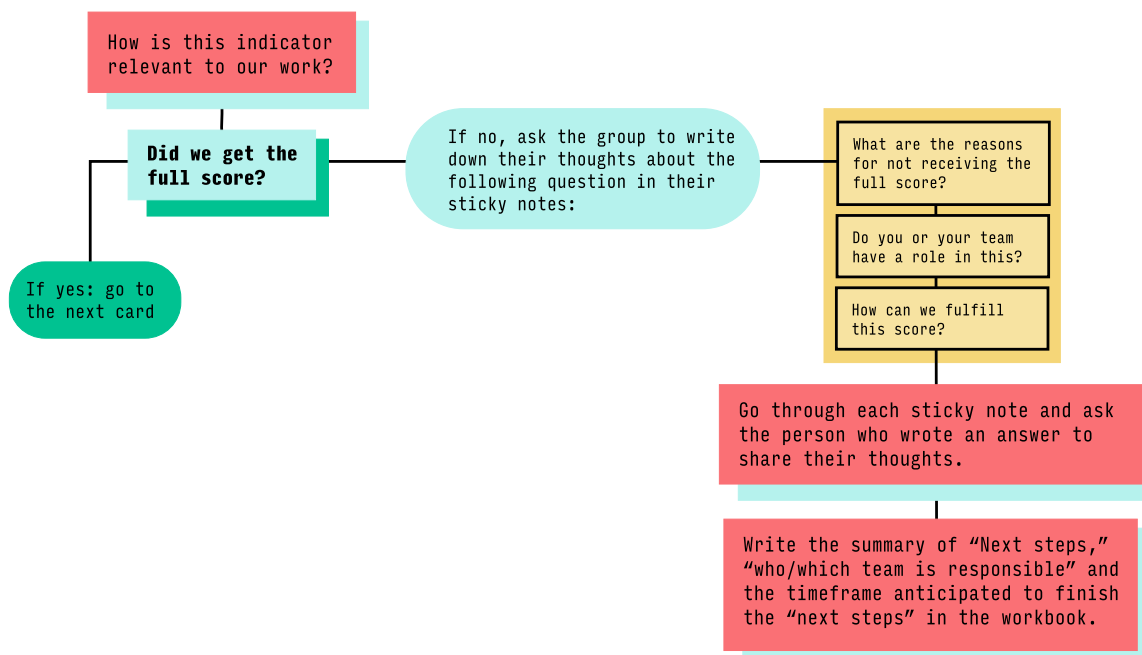 How is this indicator
relevant to our work?
Did we get the
full score?
If yes: go to
the next card
If no, ask the group to write
down their thoughts about the
following question in their
sticky notes:
What are the reasons
for not receiving the
full score?
Do you or your team
have a role in this?
How can we fulfill
this score?
Go through each sticky note and ask
the person who wrote an answer to
share their thoughts.
Write the summary of “Next steps,”
“who/which team is responsible” and
the timeframe anticipated to finish
the “next steps” in the workbook.